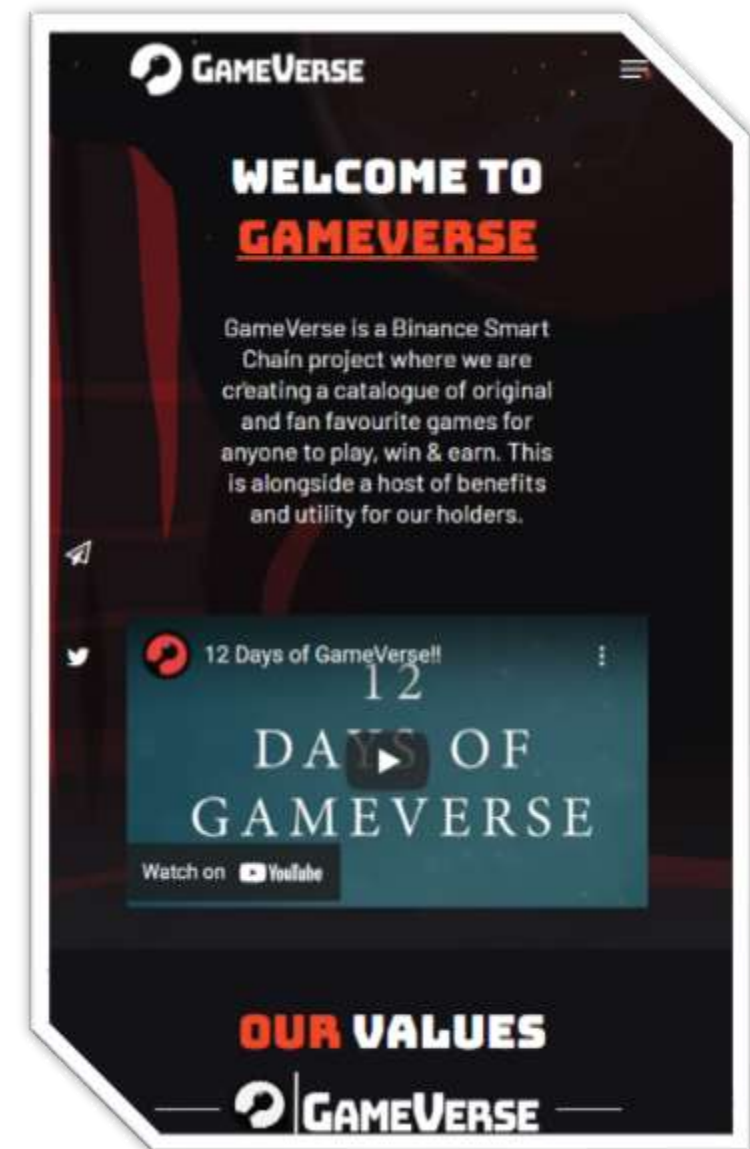 GAMEVERSE
WELCOME TO
GAMEVERSE
GameVerse is a Binance Smart
Chain project where we are
creating a catalogue of original
and fan favourite games for
anyone to play, win & earn. This
is alongside a host of benefits
and utility for our holders.
12 Days of GameVerse!!
12
DAYS OF
GAMEVERSE
Watch on YouTube
OUR VALUES
GAMEVERSE